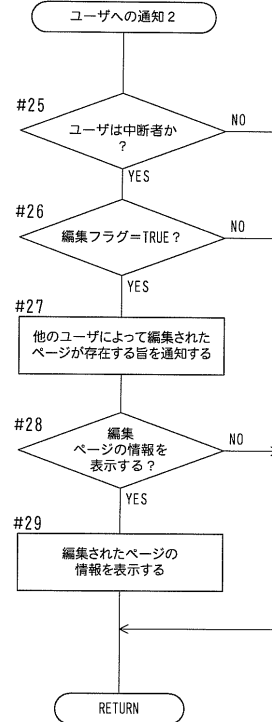 ユーザへの通知2
#25
ユーザは中断者か
?
NO
YES
#26
編集フラグ=TRUE?
NO
YES
#27
他のユーザによって編集された
ページが存在する旨を通知する
#28
編集
ページの情報を
表示する?
NO
YES
#29
編集されたページの
情報を表示する
RETURN